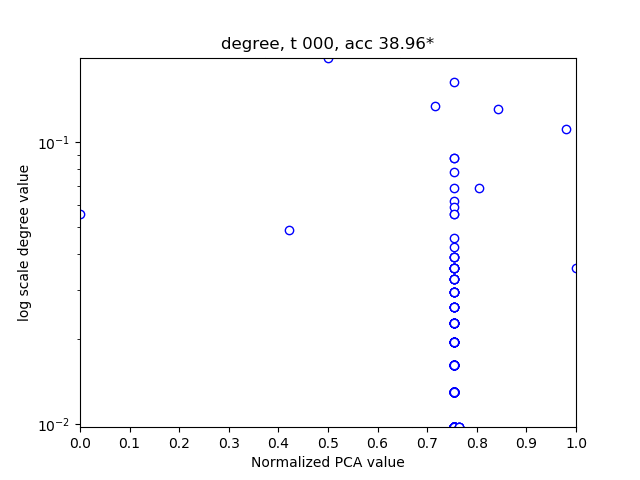 degree, t 000, acc 38.96*
log scale degree value
10⁻¹
10⁻²
0.0 0.1 0.2 0.3 0.4 0.5 0.6 0.7 0.8 0.9 1.0
Normalized PCA value